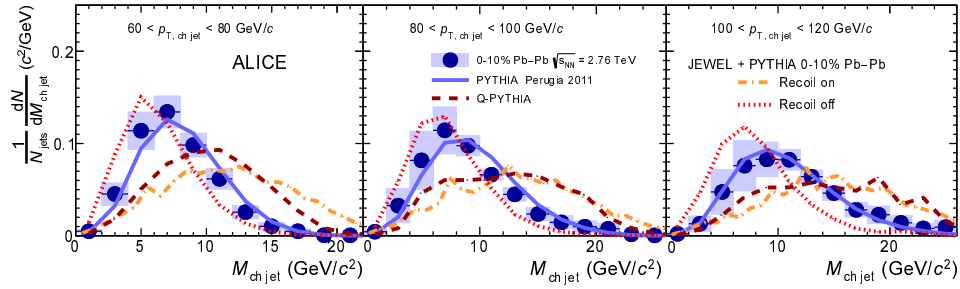 60 < p_T, ch jet < 80 GeV/c
80 < p_T, ch jet < 100 GeV/c
100 < p_T, ch jet < 120 GeV/c
ALICE
0-10% Pb–Pb √s_NN = 2.76 TeV
PYTHIA Perugia 2011
Q-PYTHIA
JEWEL + PYTHIA 0-10% Pb–Pb
Recoil on
Recoil off
1/N_jets dN/dM_ch jet (c²/GeV)
0.2
0.1
0
0 5 10 15 20
10 20
10 20
M_ch jet (GeV/c²)
M_ch jet (GeV/c²)
M_ch jet (GeV/c²)